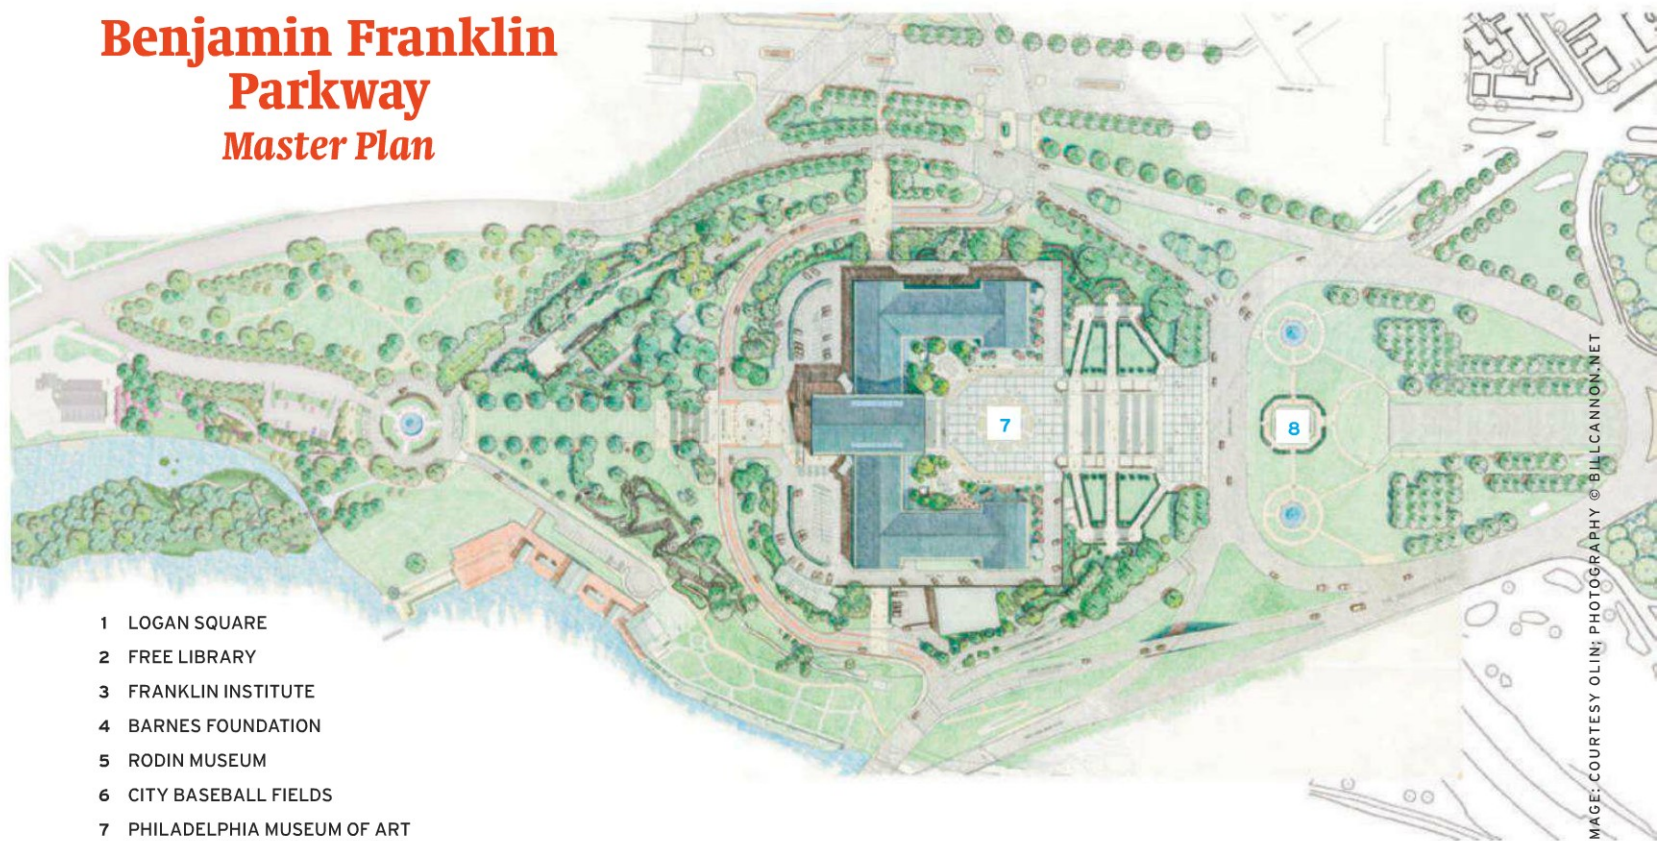 Benjamin Franklin
Parkway
Master Plan
7
8
1 LOGAN SQUARE
2 FREE LIBRARY
3 FRANKLIN INSTITUTE
4 BARNES FOUNDATION
5 RODIN MUSEUM
6 CITY BASEBALL FIELDS
7 PHILADELPHIA MUSEUM OF ART
MAGE: COURTESY OLIN; PHOTOGRAPHY © BILLCANNON.NET